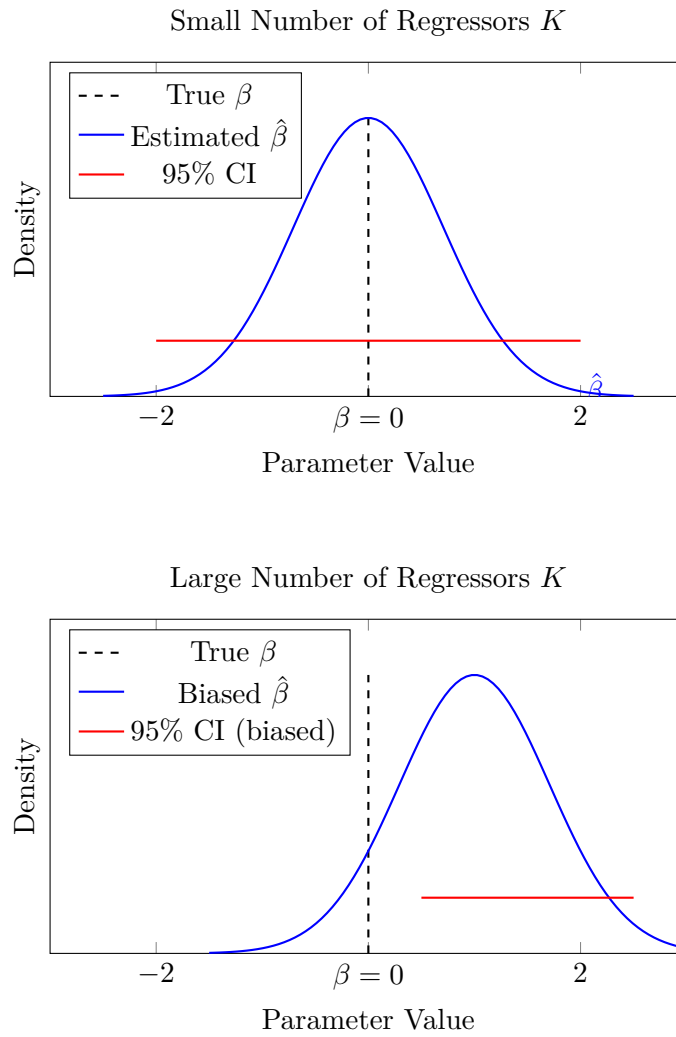 Small Number of Regressors K
True β
Estimated β̂
95% CI
Density
β̂
−2
β = 0
2
Parameter Value
Large Number of Regressors K
True β
Biased β̂
95% CI (biased)
Density
−2
β = 0
2
Parameter Value